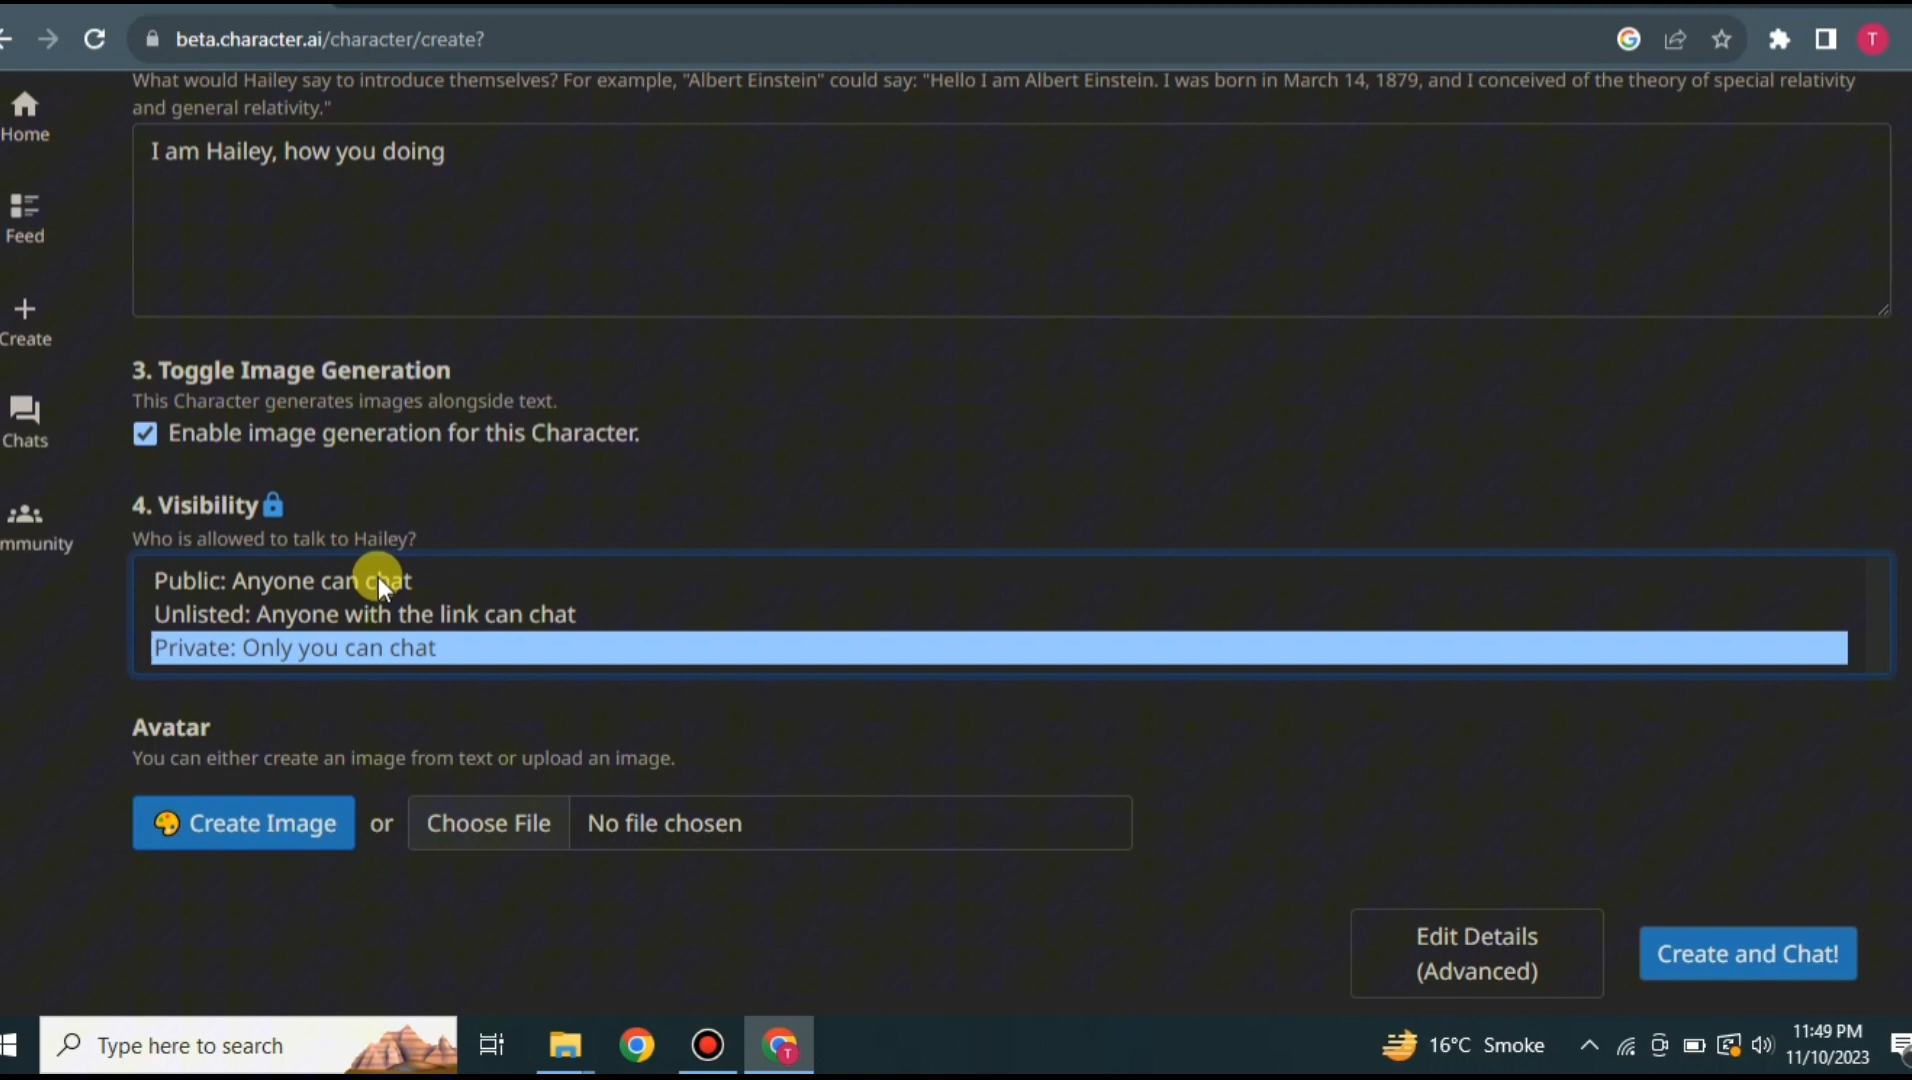 beta.character.ai/character/create?
T
What would Hailey say to introduce themselves? For example, "Albert Einstein" could say: "Hello I am Albert Einstein. I was born in March 14, 1879, and I conceived of the theory of special relativity
and general relativity."
Home
I am Hailey, how you doing
Feed
Create
3. Toggle Image Generation
This Character generates images alongside text.
Enable image generation for this Character.
Chats
4. Visibility
Who is allowed to talk to Hailey?
mmunity
Public: Anyone can chat
Unlisted: Anyone with the link can chat
Private: Only you can chat
Avatar
You can either create an image from text or upload an image.
Create Image or Choose File No file chosen
Edit Details
(Advanced)
Create and Chat!
Type here to search
T
16°C Smoke
11:49 PM
11/10/2023